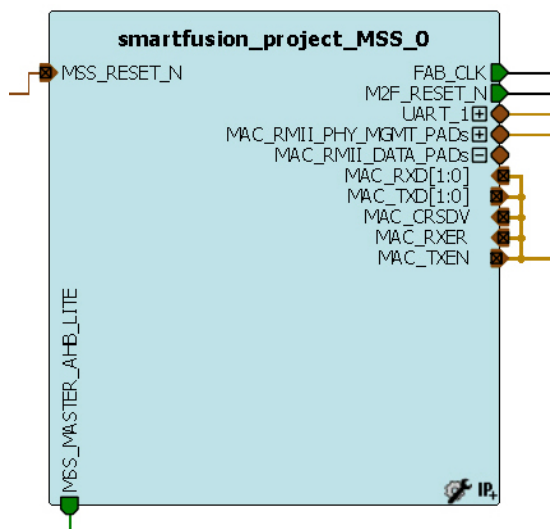 smartfusion_project_MSS_0
MSS_RESET_N
FAB_CLK
M2F_RESET_N
UART_1
MAC_RMII_PHY_MGMT_PADs
MAC_RMII_DATA_PADs
MAC_RXD[1:0]
MAC_TXD[1:0]
MAC_CRSDV
MAC_RXER
MAC_TXEN
MSS_MASTER_AHB_LITE
IP+